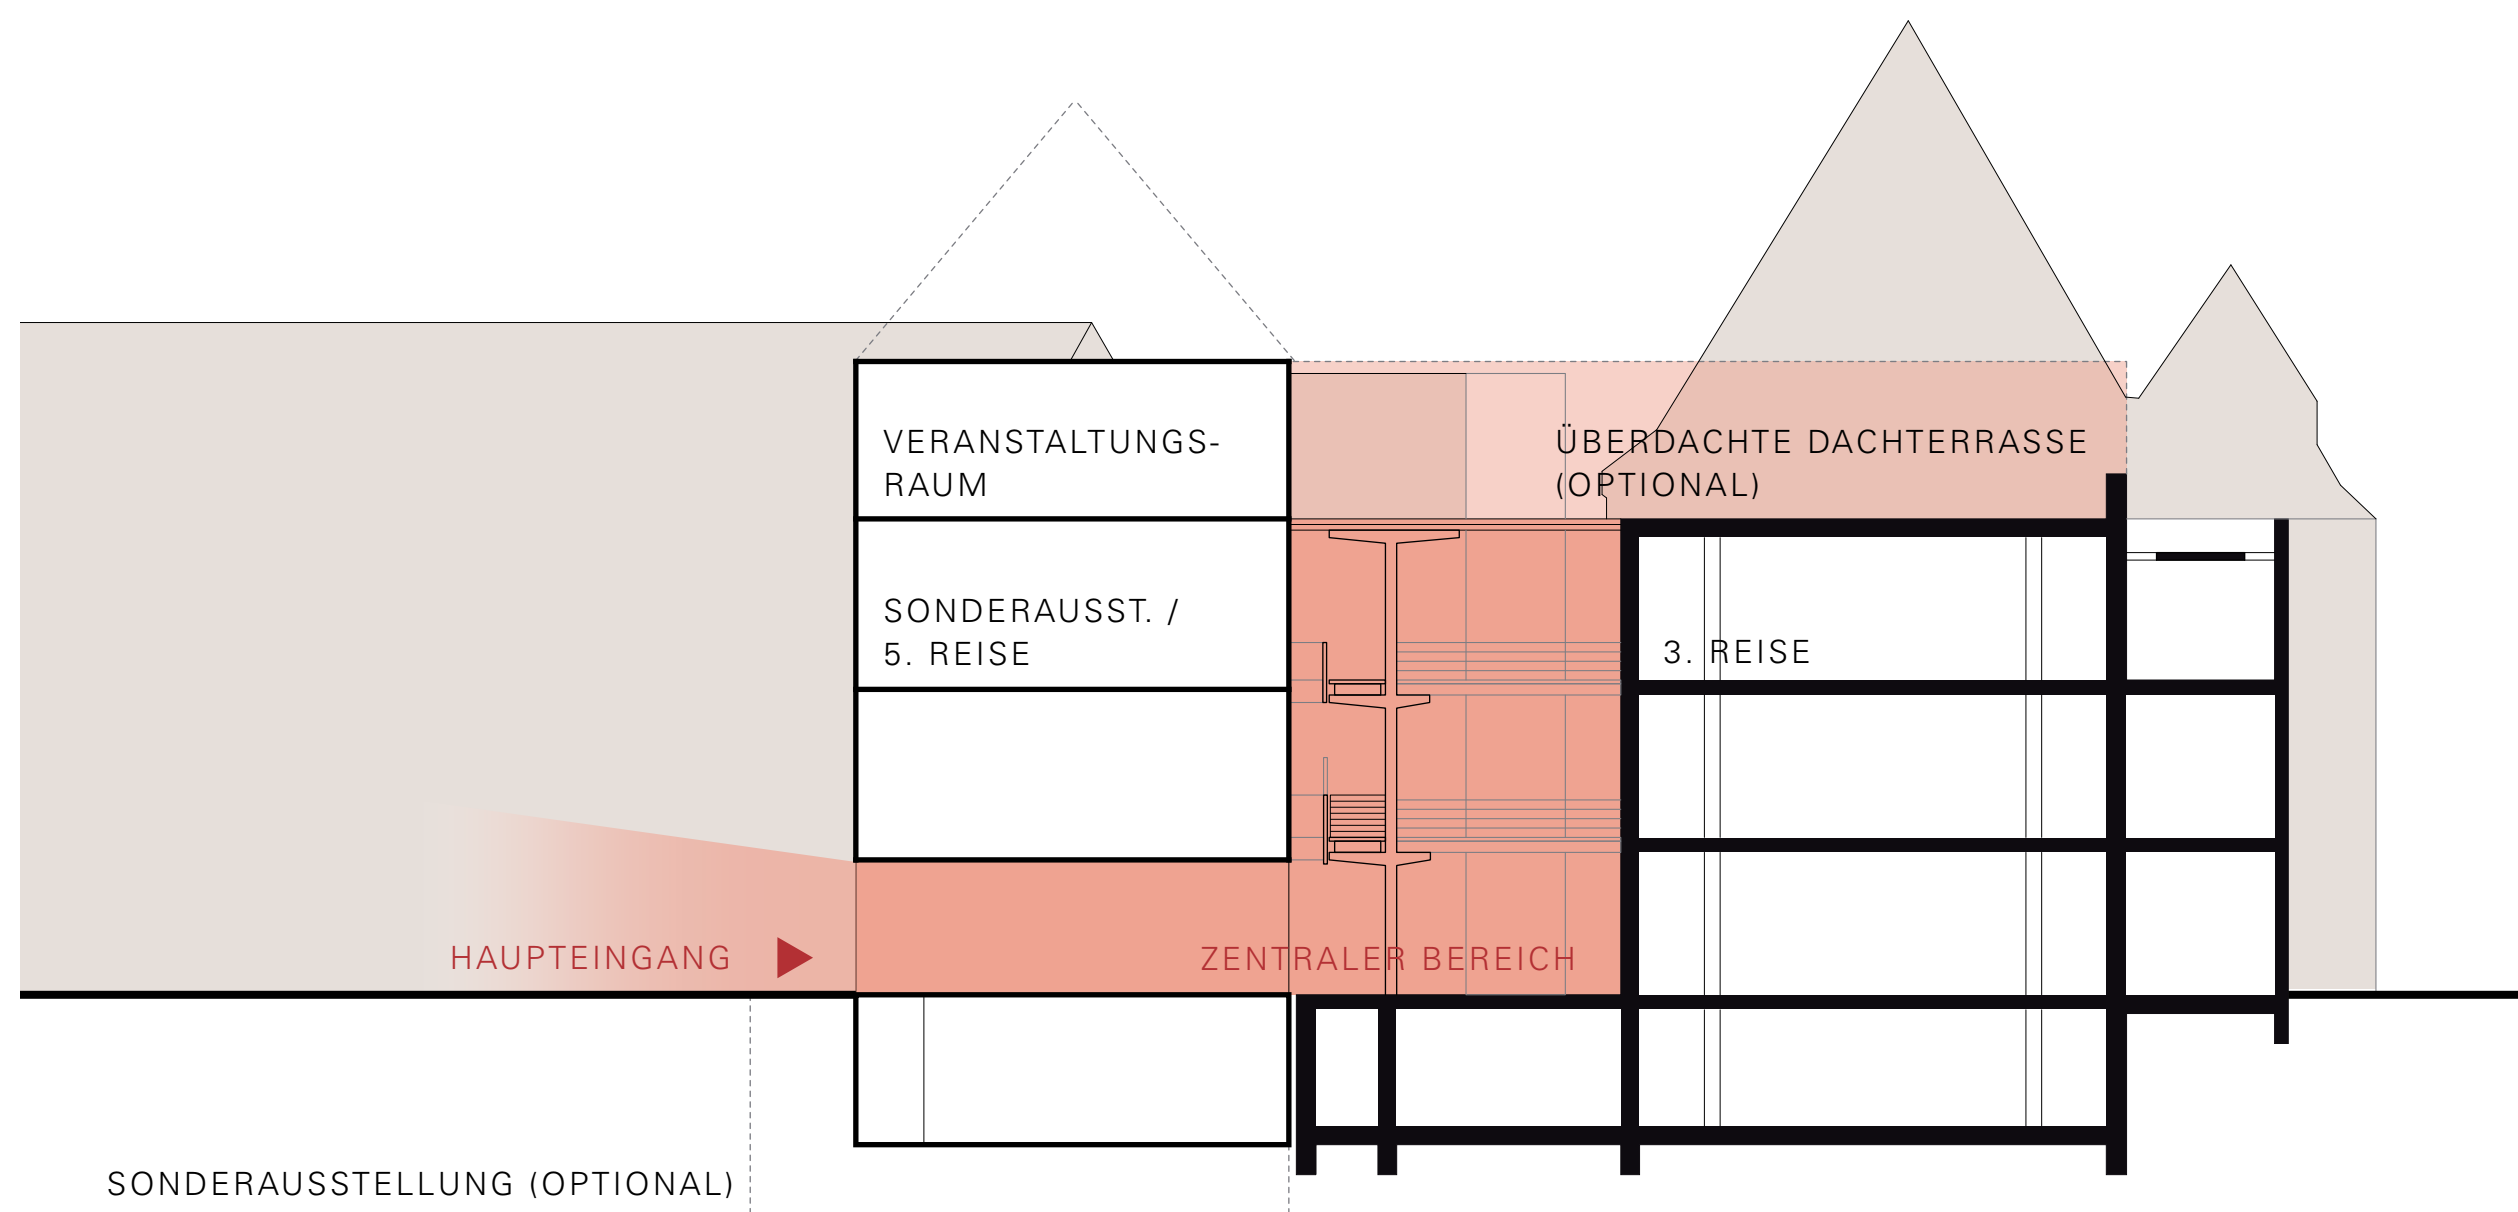 VERANSTALTUNGS-
RAUM
ÜBERDACHTE DACHTERRASSE
(OPTIONAL)
SONDERAUSST. /
5. REISE
3. REISE
HAUPTEINGANG
ZENTRALER BEREICH
SONDERAUSSTELLUNG (OPTIONAL)